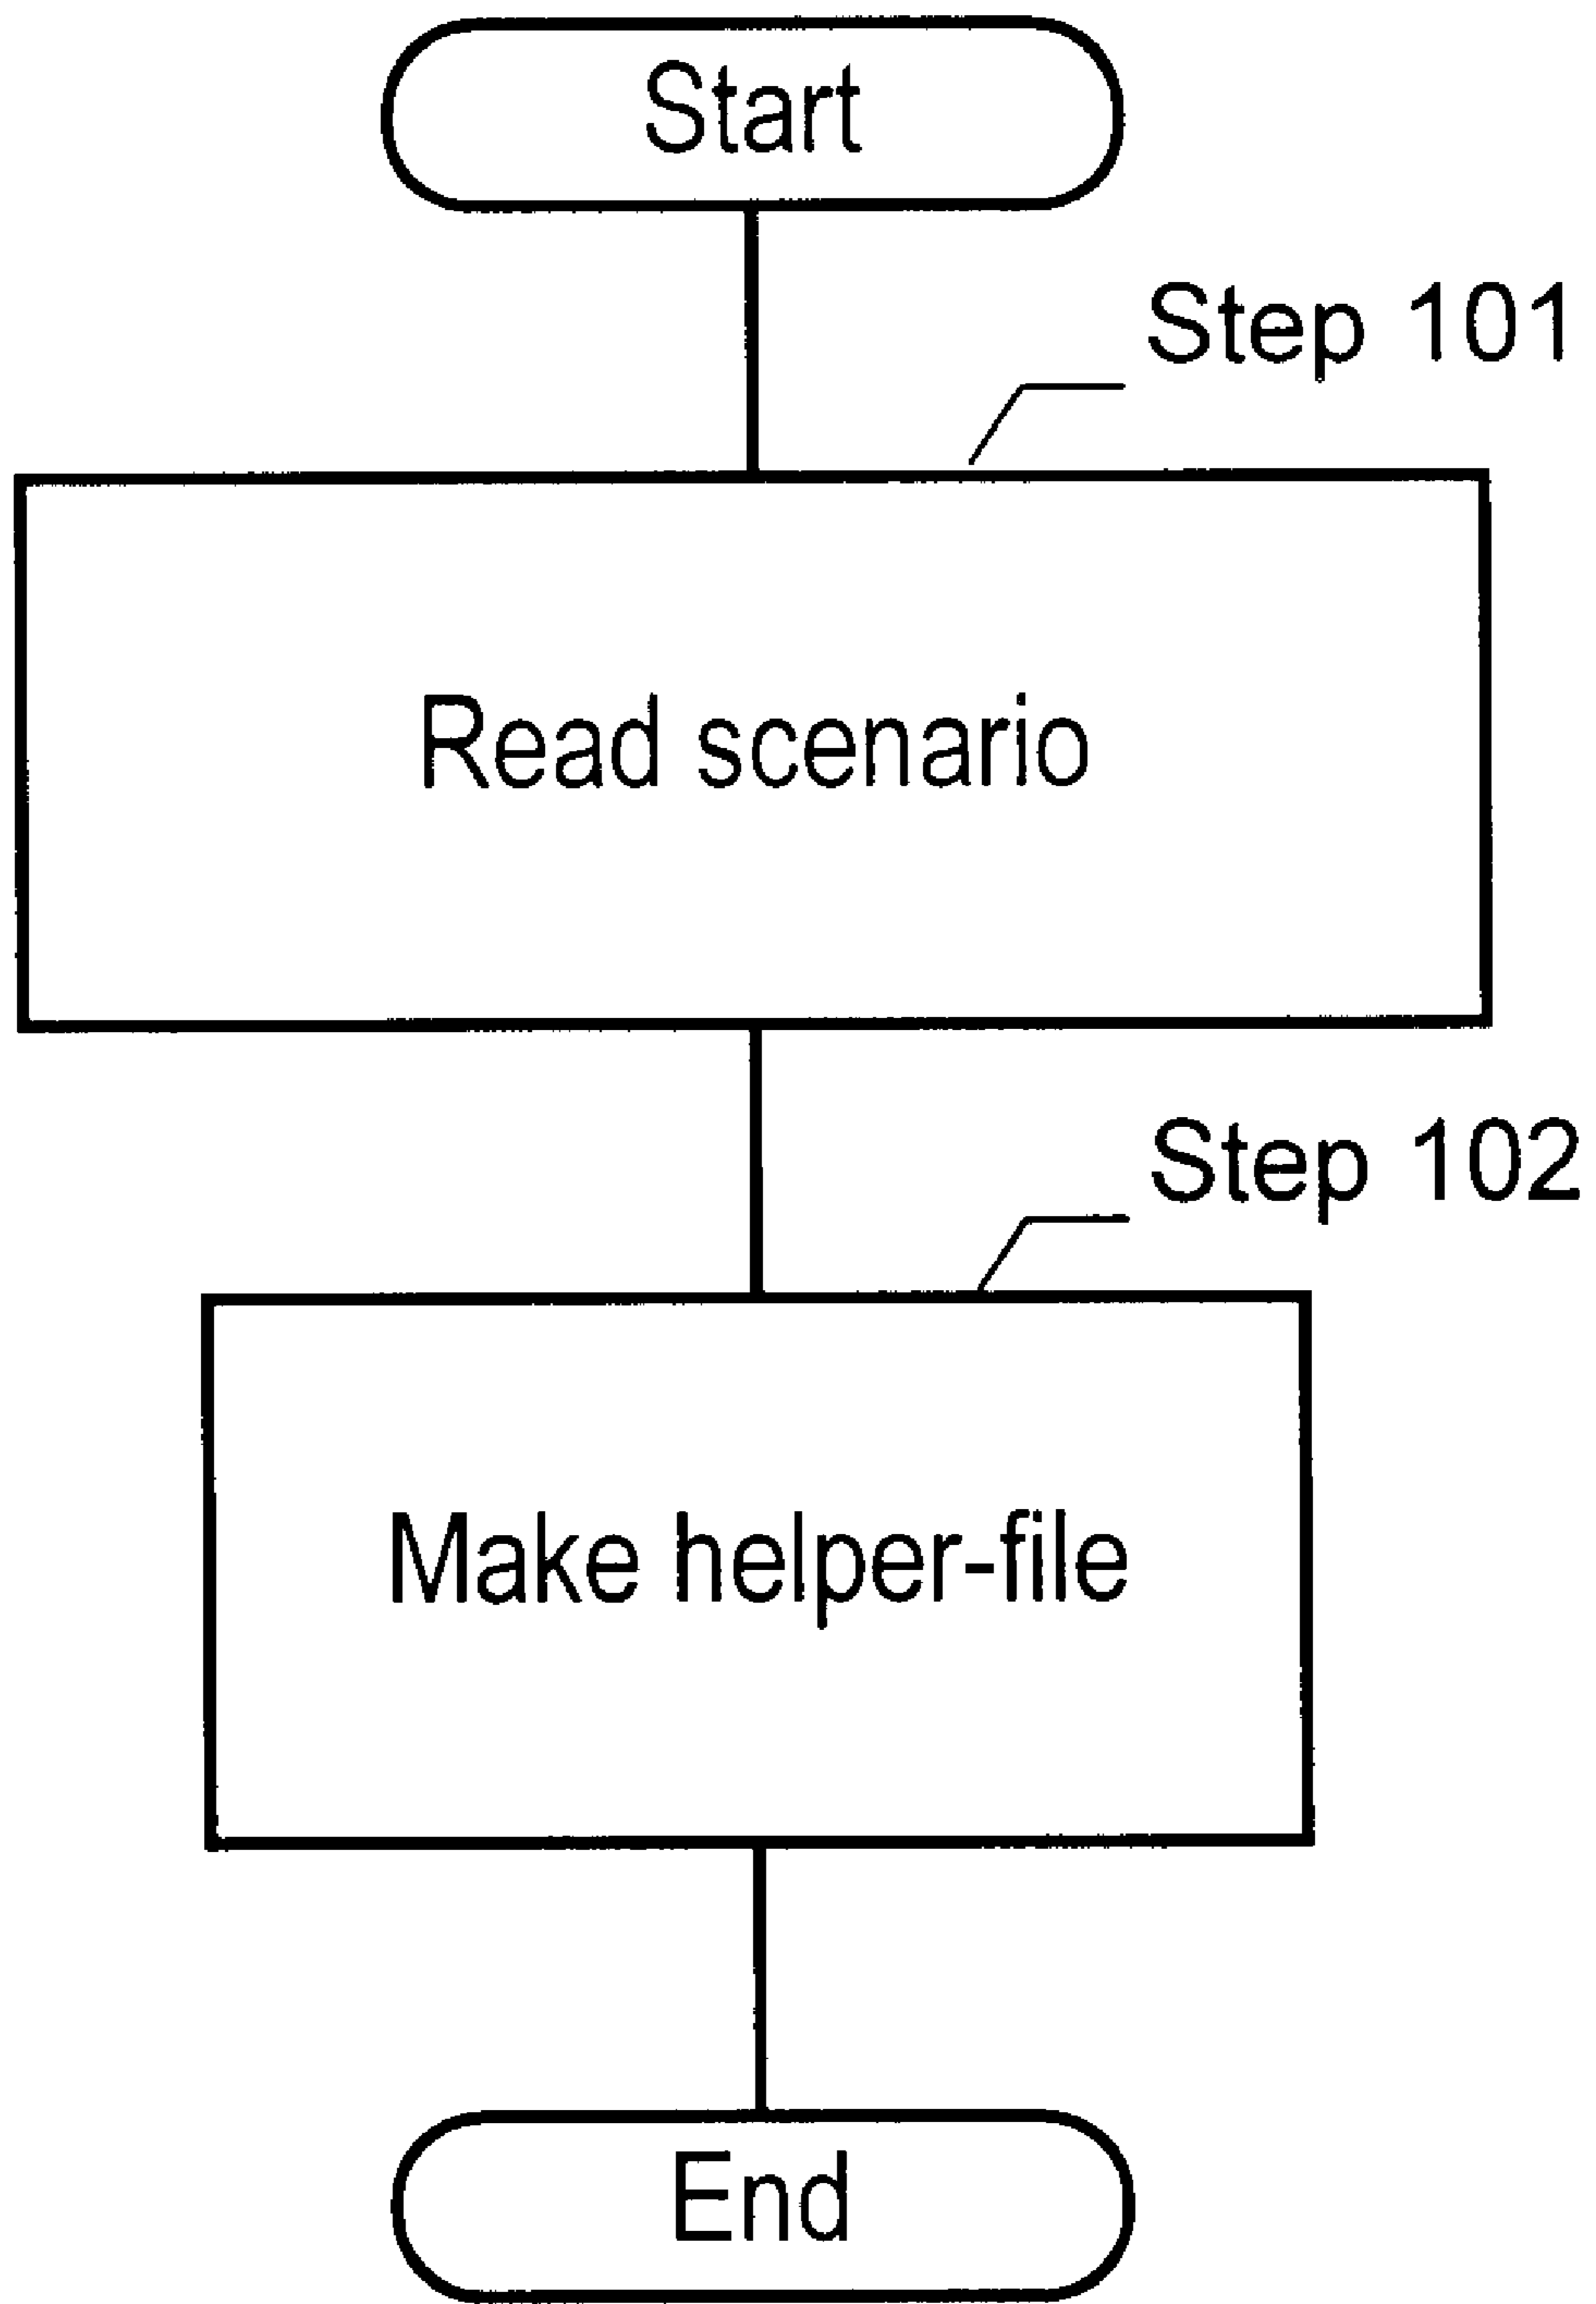 Start
Step 101
Read scenario
Step 102
Make helper-file
End